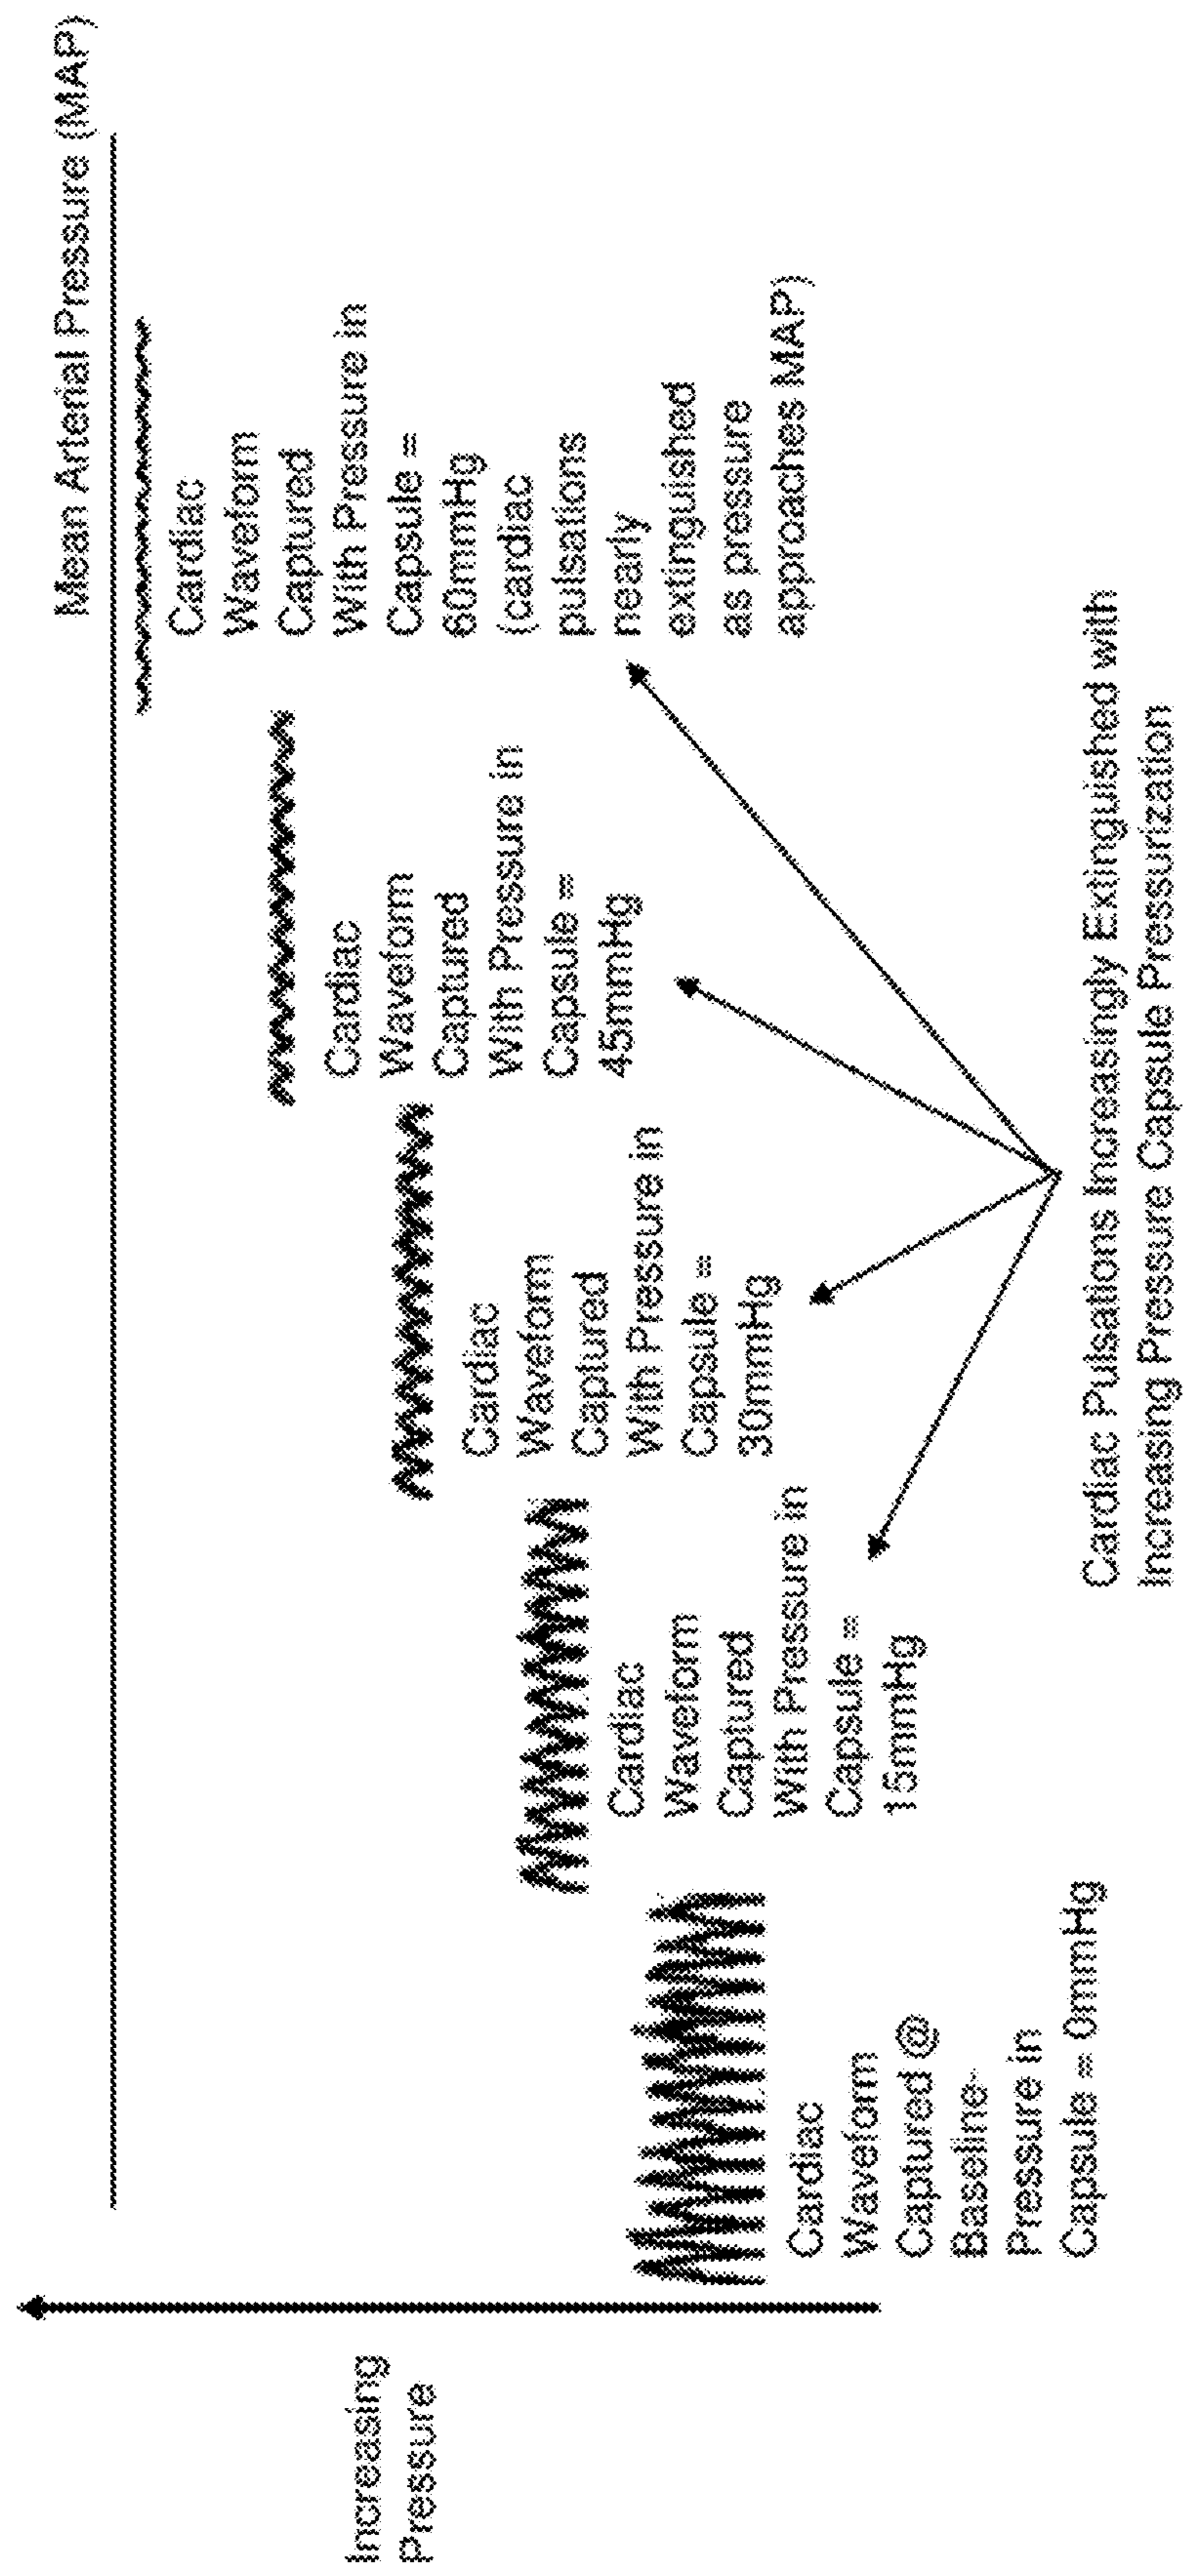 Mean Arterial Pressure (MAP)
Increasing
Pressure
Cardiac
Waveform
Captured @
Baseline-
Pressure in
Capsule = 0mmHg
Cardiac
Waveform
Captured
With Pressure in
Capsule =
15mmHg
Cardiac
Waveform
Captured
With Pressure in
Capsule =
30mmHg
Cardiac
Waveform
Captured
With Pressure in
Capsule =
45mmHg
Cardiac
Waveform
Captured
With Pressure in
Capsule =
60mmHg
(cardiac
pulsations
nearly
extinguished
as pressure
approaches MAP)
Cardiac Pulsations Increasingly Extinguished with
Increasing Pressure Capsule Pressurization